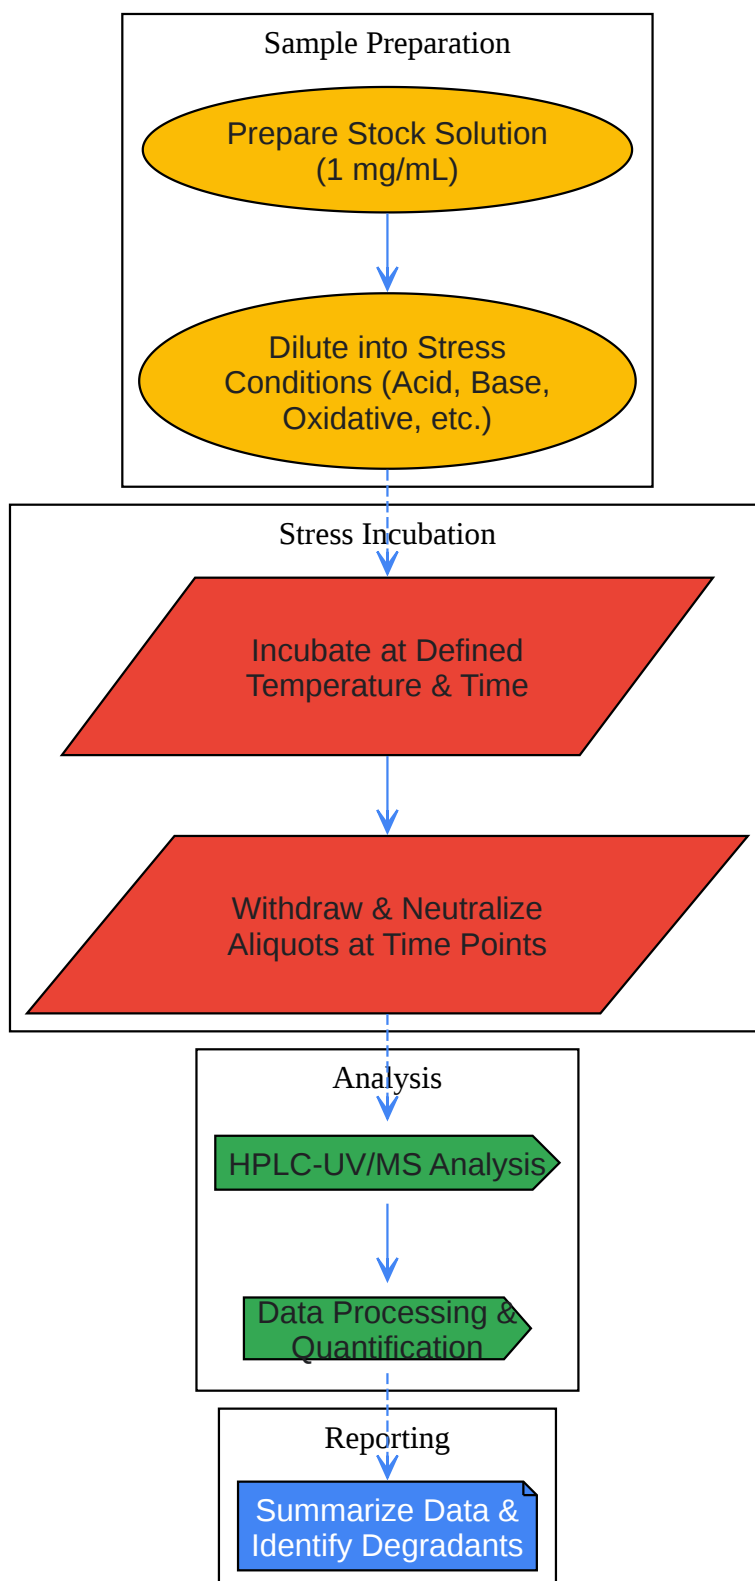 Sample Preparation
Prepare Stock Solution
(1 mg/mL)
Dilute into Stress
Conditions (Acid, Base,
Oxidative, etc.)
Stress Incubation
Incubate at Defined
Temperature & Time
Withdraw & Neutralize
Aliquots at Time Points
Analysis
HPLC-UV/MS Analysis
Data Processing &
Quantification
Reporting
Summarize Data &
Identify Degradants